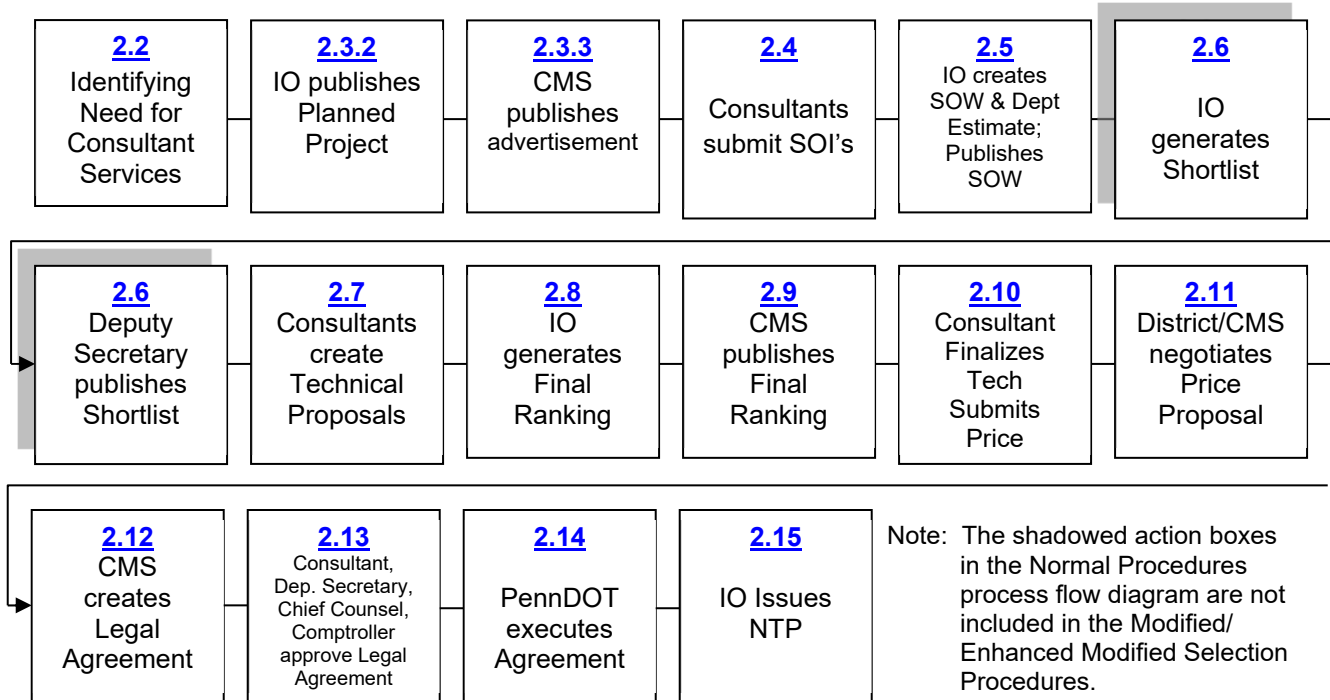 2.2
Identifying
Need for
Consultant
Services
2.3.2
IO publishes
Planned
Project
2.3.3
CMS
publishes
advertisement
2.4
Consultants
submit SOI's
2.5
IO creates
SOW & Dept
Estimate;
Publishes
SOW
2.6
IO
generates
Shortlist
2.6
Deputy
Secretary
publishes
Shortlist
2.7
Consultants
create
Technical
Proposals
2.8
IO
generates
Final
Ranking
2.9
CMS
publishes
Final
Ranking
2.10
Consultant
Finalizes
Tech
Submits
Price
2.11
District/CMS
negotiates
Price
Proposal
2.12
CMS
creates
Legal
Agreement
2.13
Consultant,
Dep. Secretary,
Chief Counsel,
Comptroller
approve Legal
Agreement
2.14
PennDOT
executes
Agreement
2.15
IO Issues
NTP
Note: The shadowed action boxes
in the Normal Procedures
process flow diagram are not
included in the Modified/
Enhanced Modified Selection
Procedures.